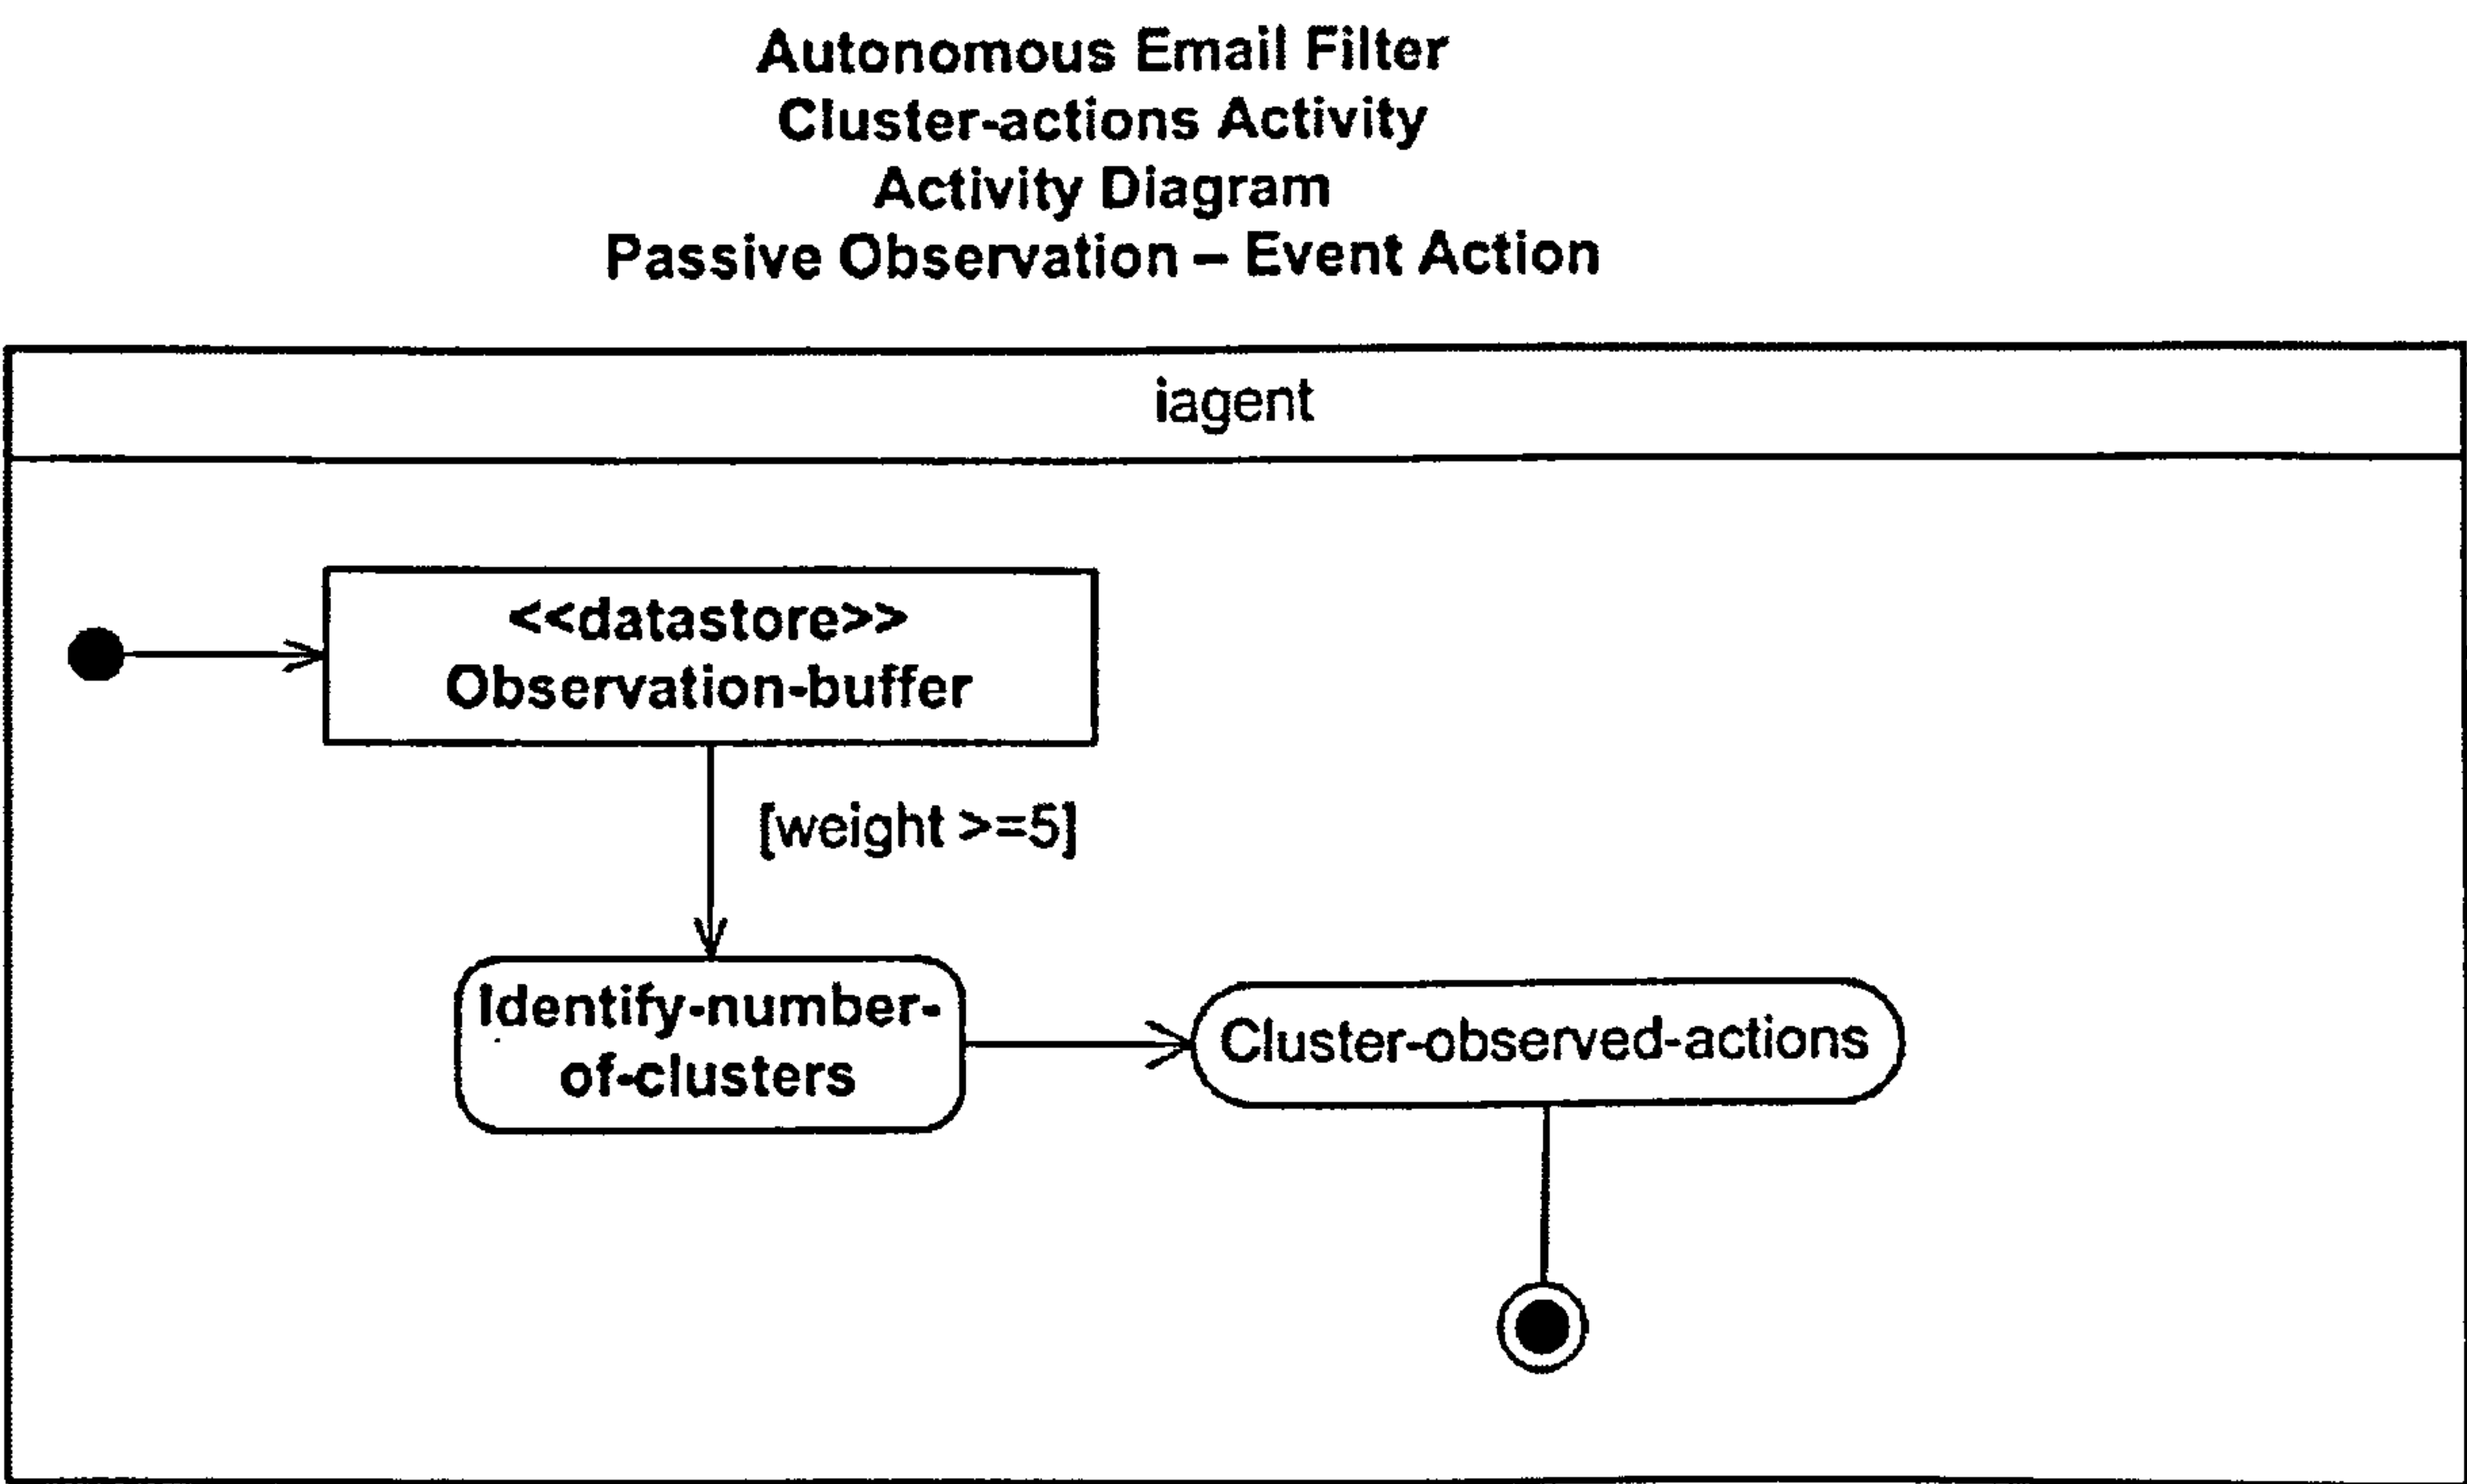 Autonomous Email Filter
Cluster-actions Activity
Activity Diagram
Passive Observation – Event Action
iagent
<<datastore>>
Observation-buffer
[weight >=5]
Identify-number-
of-clusters
Cluster-observed-actions